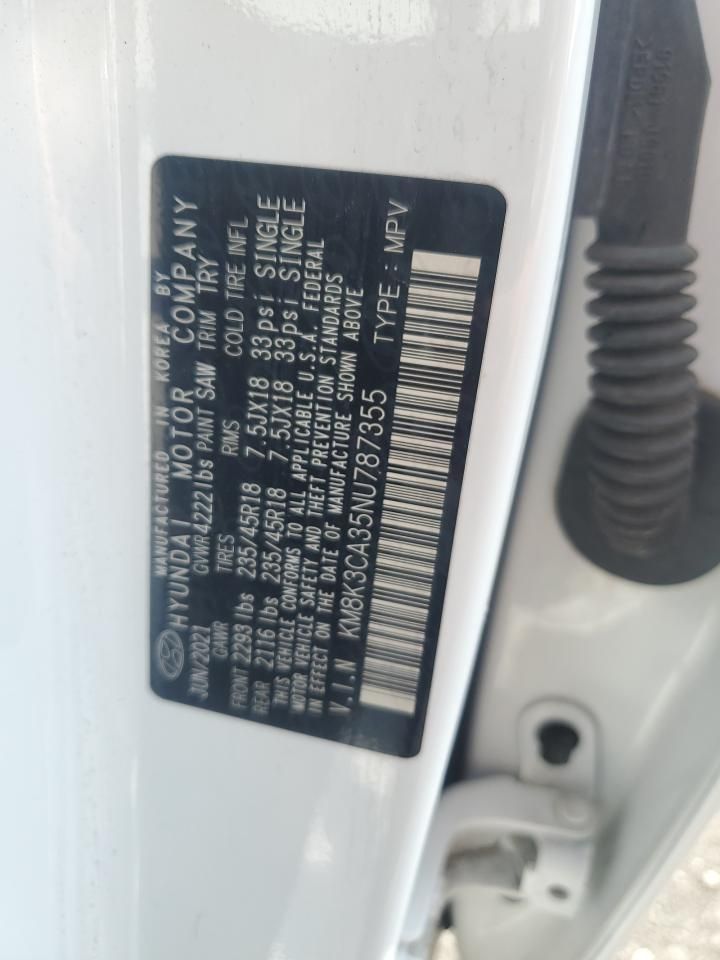 MANUFACTURED IN KOREA BY
HYUNDAI MOTOR COMPANY
JUN/2021 GVWR 4222 lbs PAINT SAW TRIM TRY
GAWR TIRES RIMS COLD TIRE INFL
FRONT 2293 lbs 235/45R18 7.5JX18 33psi SINGLE
REAR 2116 lbs 235/45R18 7.5JX18 33psi SINGLE
THIS VEHICLE CONFORMS TO ALL APPLICABLE U.S.A. FEDERAL
MOTOR VEHICLE SAFETY AND THEFT PREVENTION STANDARDS
IN EFFECT ON THE DATE OF MANUFACTURE SHOWN ABOVE.
V.I.N KM8K3CA35NU787355 TYPE : MPV